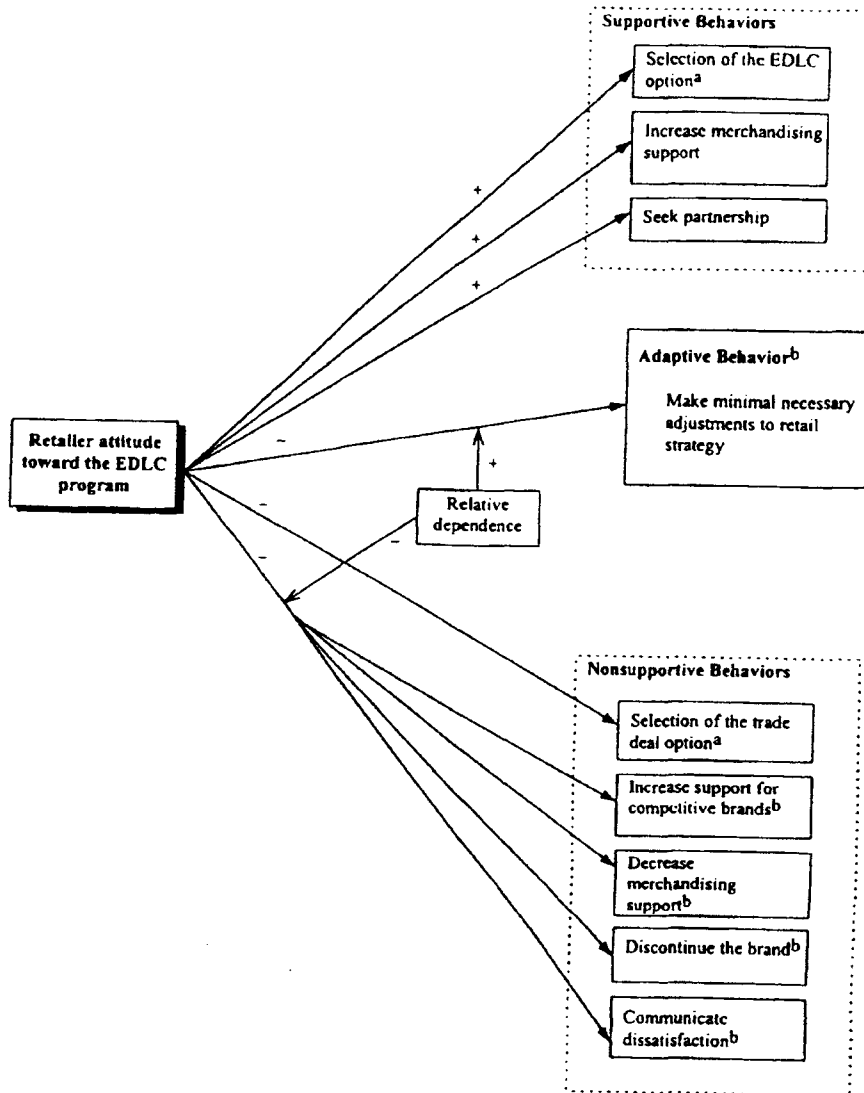 Supportive Behaviors
Selection of the EDLC
option^a
Increase merchandising
support
Seek partnership
+
+
+
Adaptive Behavior^b
Make minimal necessary
adjustments to retail
strategy
Retailer attitude
toward the EDLC
program
–
+
Relative
dependence
–
–
–
Nonsupportive Behaviors
Selection of the trade
deal option^a
Increase support for
competitive brands^b
Decrease
merchandising
support^b
Discontinue the brand^b
Communicate
dissatisfaction^b